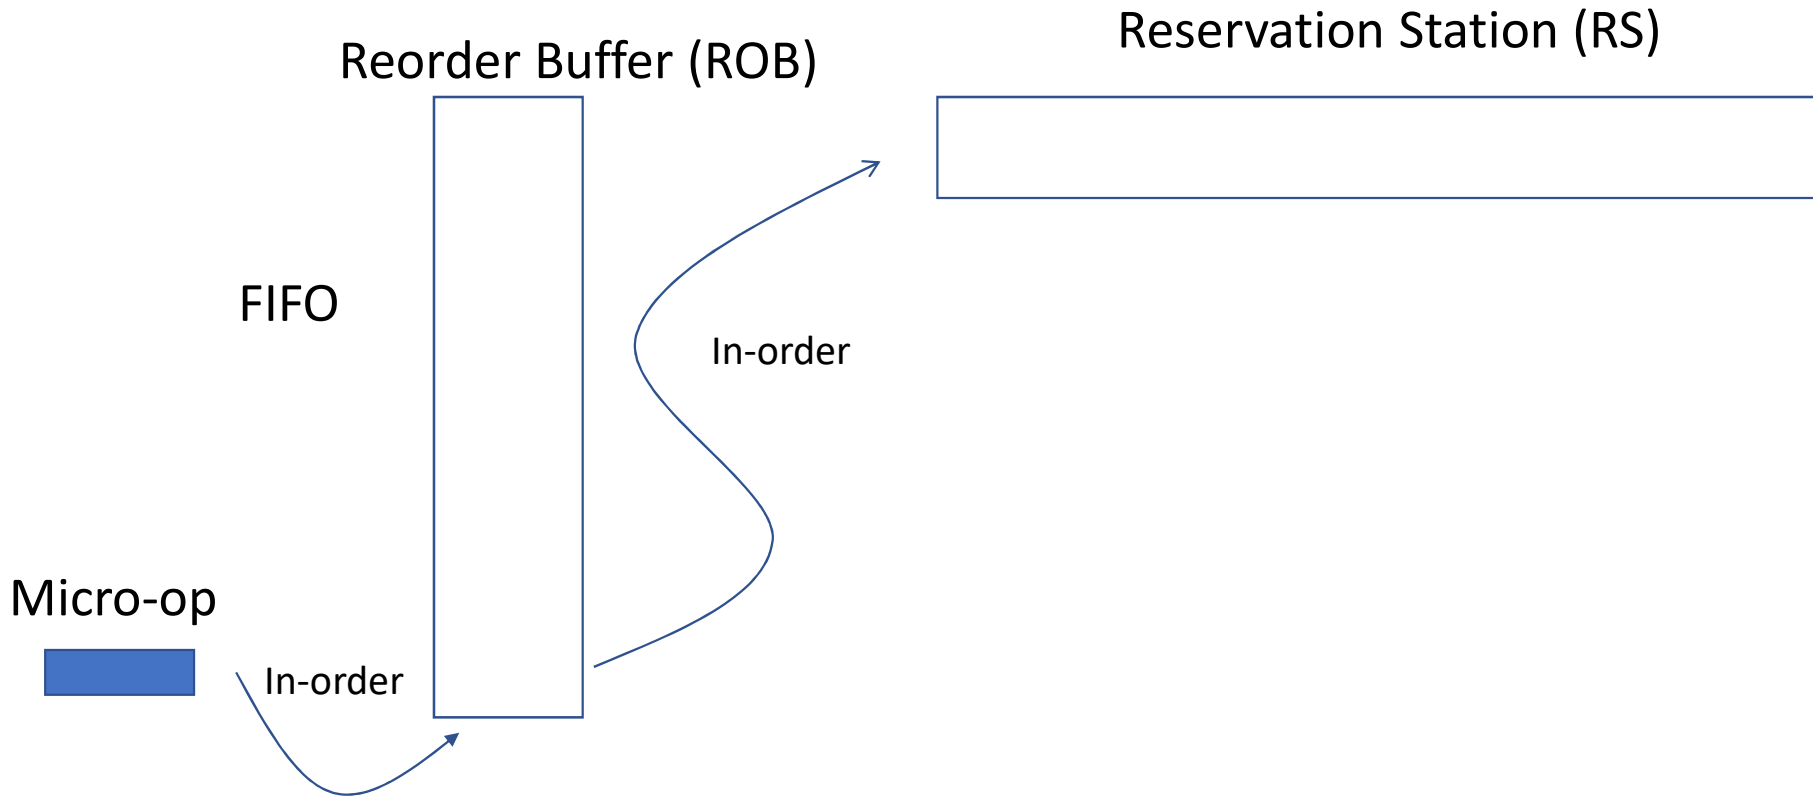 Reorder Buffer (ROB)
Reservation Station (RS)
FIFO
In-order
Micro-op
In-order